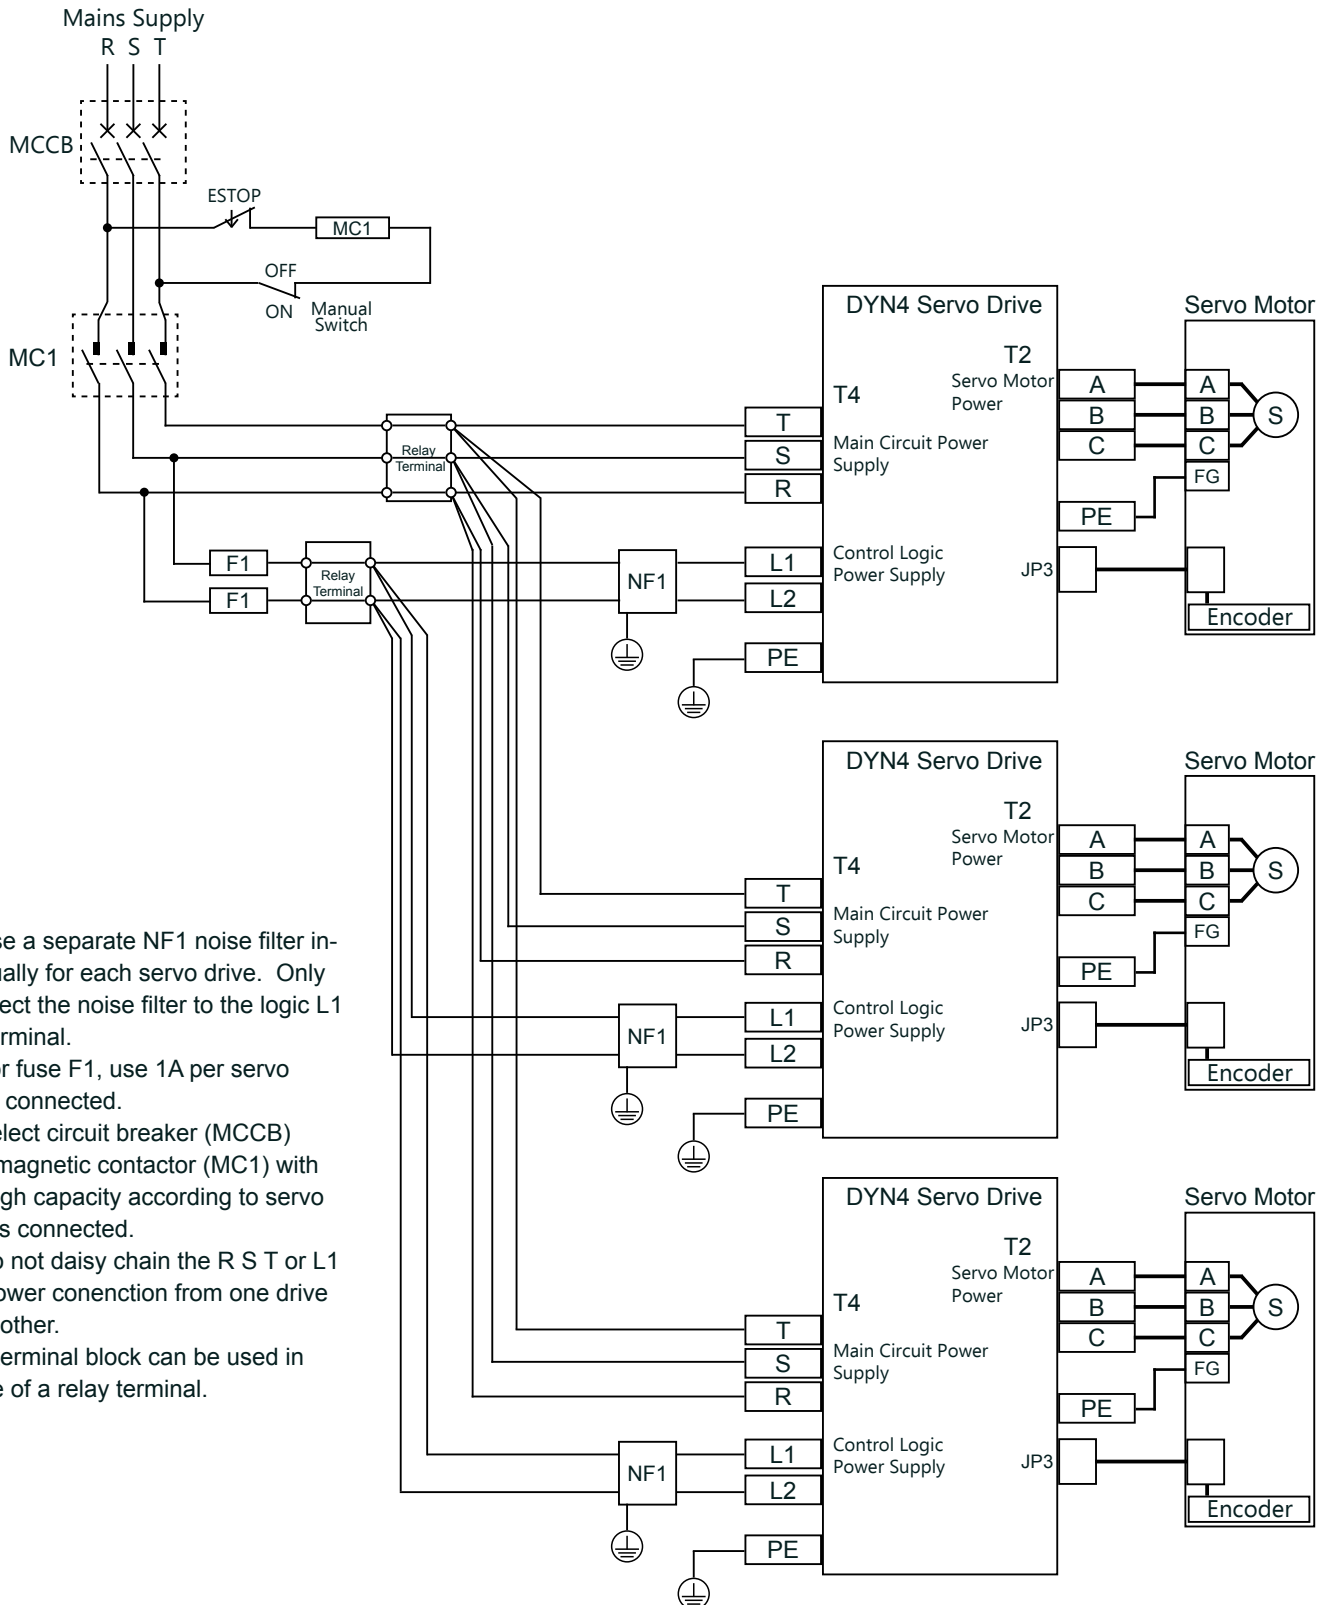 Mains Supply
R S T
MCCB
ESTOP
MC1
OFF
ON
Manual
Switch
MC1
Relay
Terminal
F1
F1
Relay
Terminal
NF1
DYN4 Servo Drive
T2
Servo Motor
Power
T4
Main Circuit Power
Supply
Control Logic
Power Supply
JP3
T
S
R
L1
L2
PE
A
B
C
PE
Servo Motor
A
B
C
FG
S
Encoder
NF1
DYN4 Servo Drive
T2
Servo Motor
Power
T4
Main Circuit Power
Supply
Control Logic
Power Supply
JP3
T
S
R
L1
L2
PE
A
B
C
PE
Servo Motor
A
B
C
FG
S
Encoder
NF1
DYN4 Servo Drive
T2
Servo Motor
Power
T4
Main Circuit Power
Supply
Control Logic
Power Supply
JP3
T
S
R
L1
L2
PE
A
B
C
PE
Servo Motor
A
B
C
FG
S
Encoder
se a separate NF1 noise filter in-
ually for each servo drive. Only
ect the noise filter to the logic L1
erminal.
or fuse F1, use 1A per servo
connected.
elect circuit breaker (MCCB)
magnetic contactor (MC1) with
gh capacity according to servo
s connected.
o not daisy chain the R S T or L1
ower conenction from one drive
other.
erminal block can be used in
e of a relay terminal.